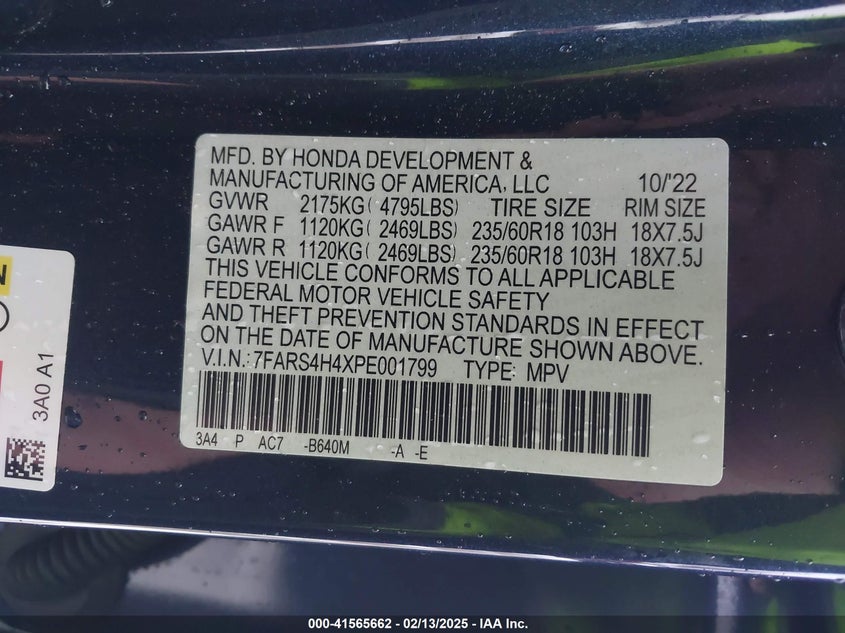 MFD. BY HONDA DEVELOPMENT &
MANUFACTURING OF AMERICA, LLC 10/'22
GVWR 2175KG( 4795LBS) TIRE SIZE RIM SIZE
GAWR F 1120KG( 2469LBS) 235/60R18 103H 18X7.5J
GAWR R 1120KG( 2469LBS) 235/60R18 103H 18X7.5J
THIS VEHICLE CONFORMS TO ALL APPLICABLE
FEDERAL MOTOR VEHICLE SAFETY
AND THEFT PREVENTION STANDARDS IN EFFECT
ON THE DATE OF MANUFACTURE SHOWN ABOVE.
V.I.N.: 7FARS4H4XPE001799 TYPE: MPV
3A4 P AC7 -B640M -A -E
N
3A0 A1
000-41565662 - 02/13/2025 - IAA Inc.